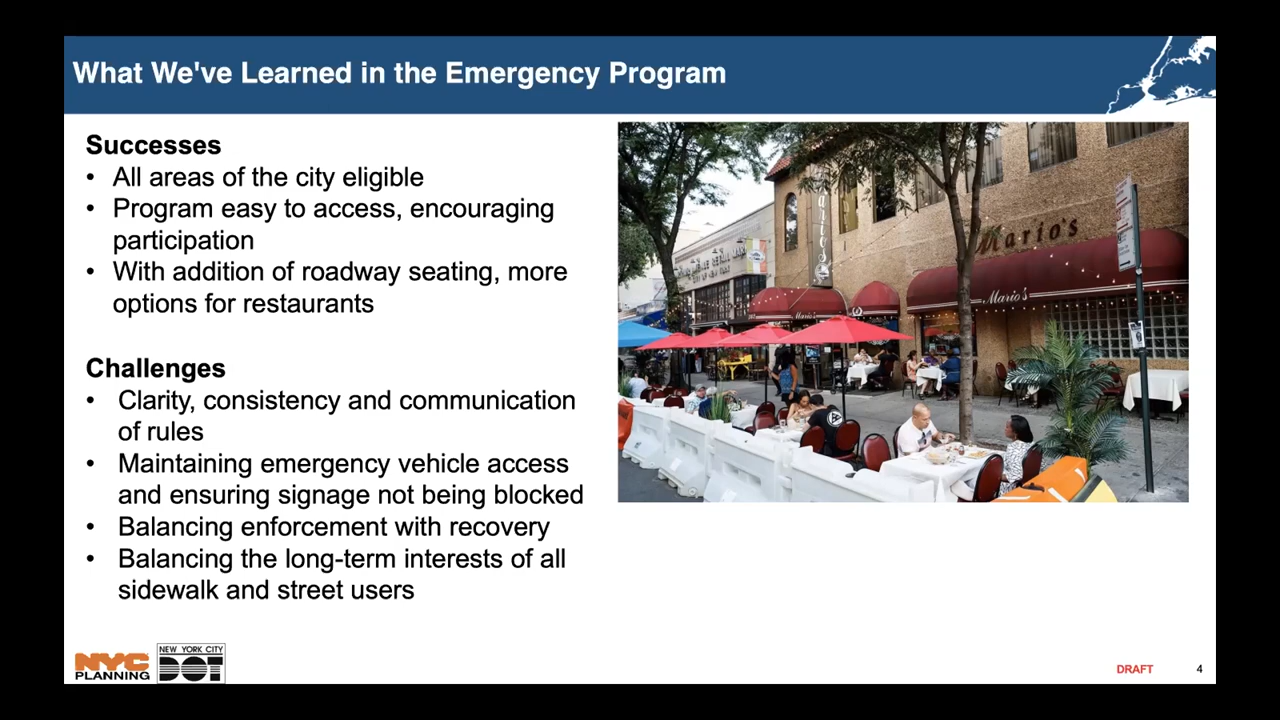 What We've Learned in the Emergency Program
Successes
• All areas of the city eligible
• Program easy to access, encouraging
participation
• With addition of roadway seating, more
options for restaurants
Challenges
• Clarity, consistency and communication
of rules
• Maintaining emergency vehicle access
and ensuring signage not being blocked
• Balancing enforcement with recovery
• Balancing the long-term interests of all
sidewalk and street users
Mario's
Mario's
Mario's
NYC
PLANNING
NEW YORK CITY
DOT
DRAFT
4